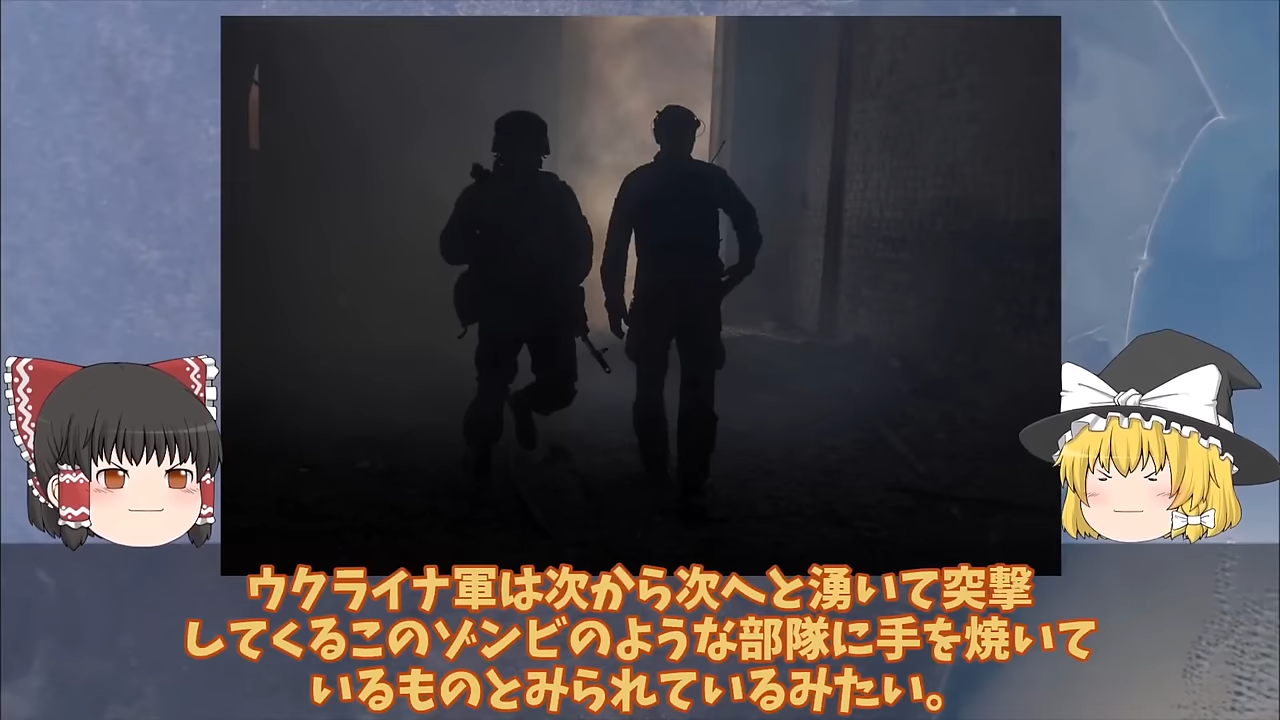 ウクライナ軍は次から次へと湧いて突撃
してくるこのゾンビのような部隊に手を焼いて
いるものとみられているみたい。